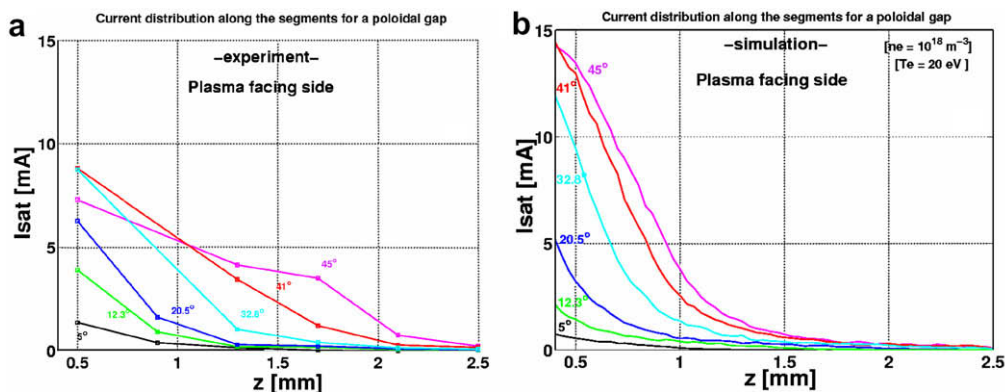 a
Current distribution along the segments for a poloidal gap
–experiment–
Plasma facing side
Isat [mA]
15
10
5
0
45°
41°
32.8°
20.5°
12.3°
5°
0.5 1 1.5 2 2.5
z [mm]
b
Current distribution along the segments for a poloidal gap
–simulation–
[ne = 10¹⁸ m⁻³]
[Te = 20 eV ]
Plasma facing side
Isat [mA]
15
10
5
0
45°
41°
32.8°
20.5°
12.3°
5°
0.5 1.0 1.5 2.0 2.5
z [mm]